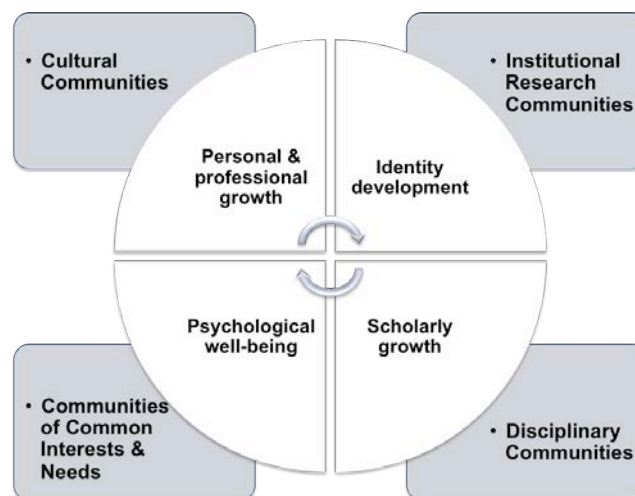 • Cultural
Communities
• Institutional
Research
Communities
Personal &
professional
growth
Identity
development
Psychological
well-being
Scholarly
growth
• Communities
of Common
Interests &
Needs
• Disciplinary
Communities